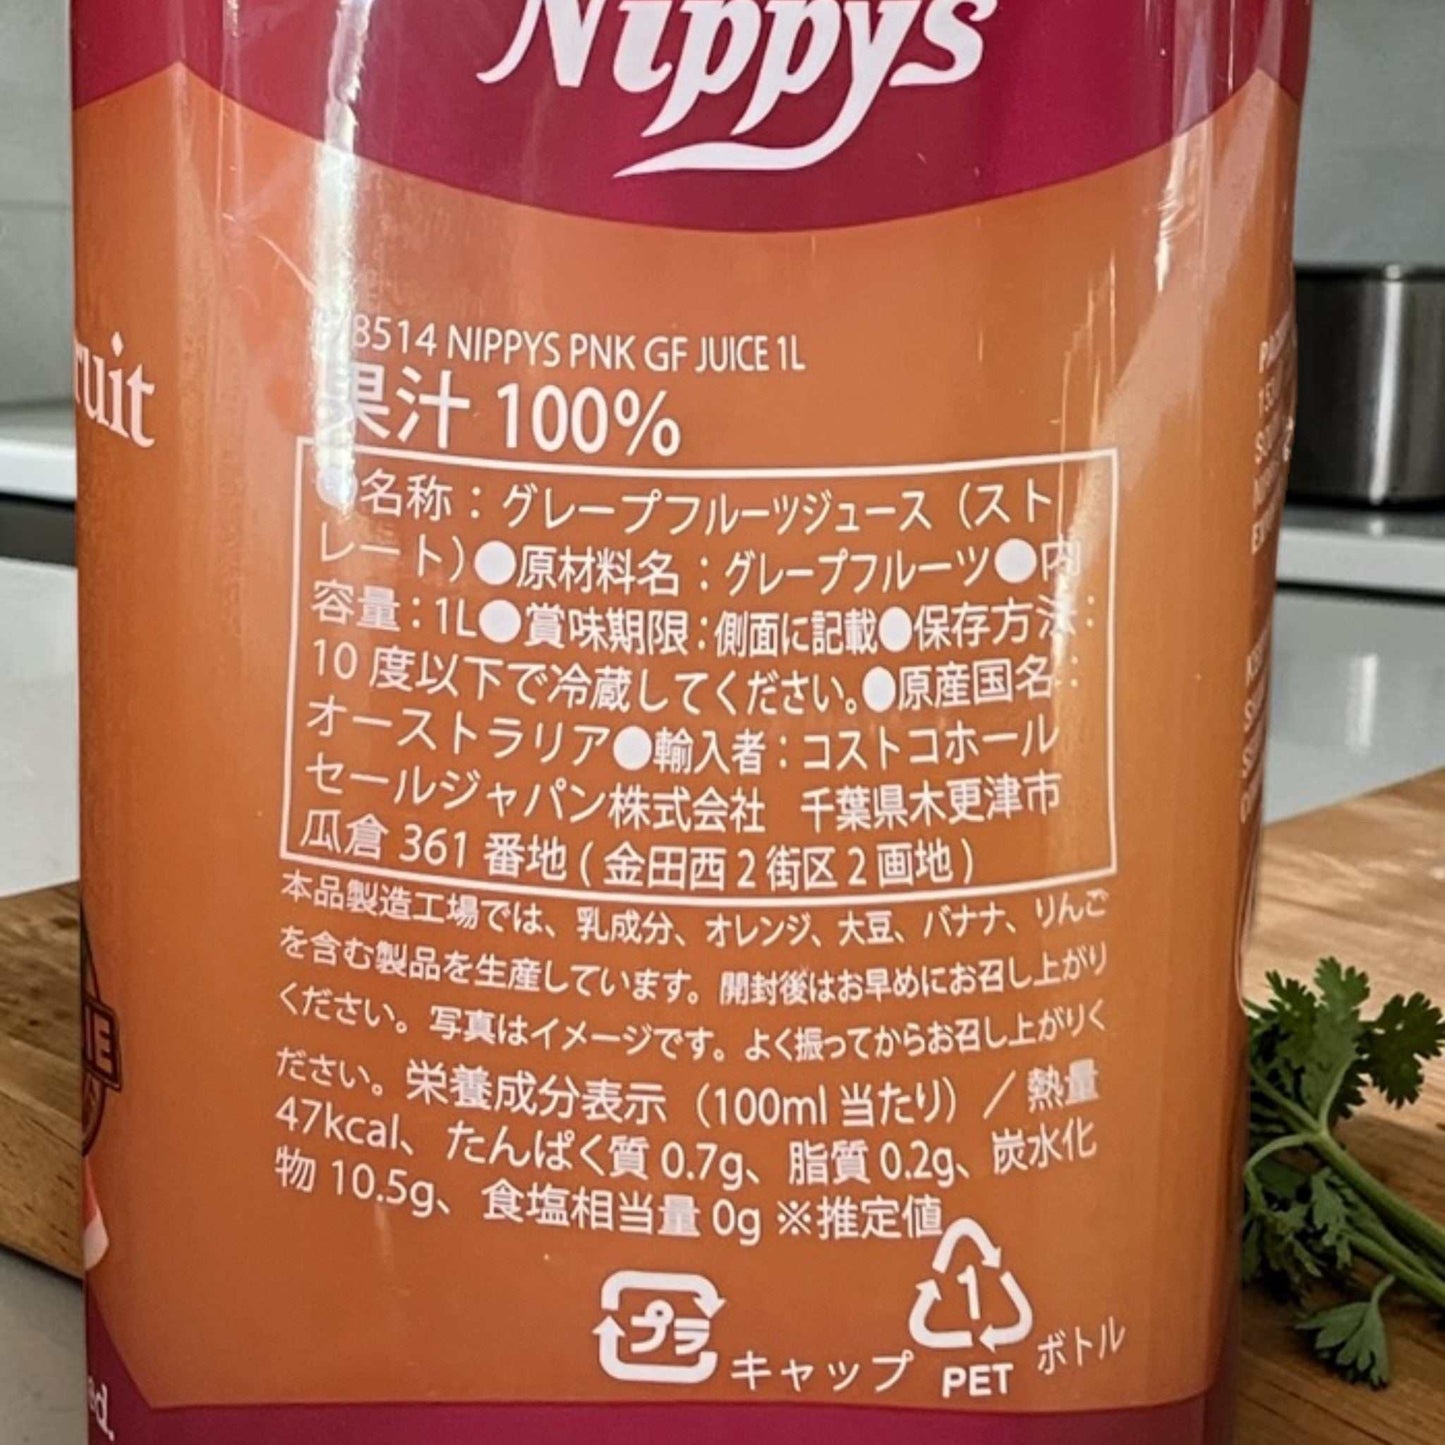 Nippys
8514 NIPPYS PNK GF JUICE 1L
果汁 100%
●名称：グレープフルーツジュース（スト
レート）●原材料名：グレープフルーツ●内
容量：1L●賞味期限：側面に記載●保存方法：
10 度以下で冷蔵してください。●原産国名：
オーストラリア●輸入者：コストコホール
セールジャパン株式会社　千葉県木更津市
瓜倉 361 番地 ( 金田西 2 街区 2 画地 )
本品製造工場では、乳成分、オレンジ、大豆、バナナ、りんご
を含む製品を生産しています。開封後はお早めにお召し上がり
ください。写真はイメージです。よく振ってからお召し上がりく
ださい。栄養成分表示（100ml 当たり）／ 熱量
47kcal、たんぱく質 0.7g、脂質 0.2g、炭水化
物 10.5g、食塩相当量 0g ※推定値
プラ
キャップ
1
PET
ボトル